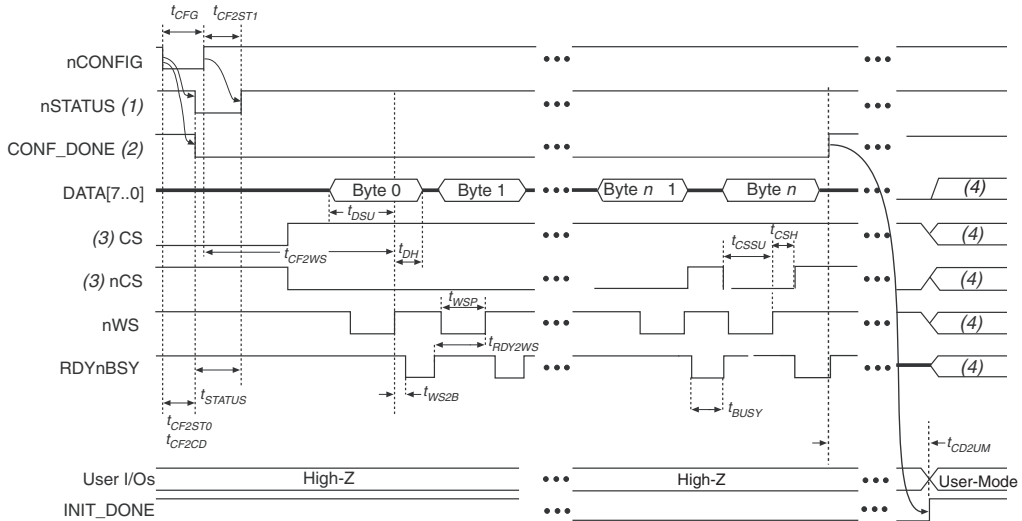 tCFG tCF2ST1
nCONFIG
nSTATUS (1)
CONF_DONE (2)
DATA[7..0] Byte 0 Byte 1 Byte n 1 Byte n (4)
tDSU
(3) CS tCF2WS tDH tCSSU tCSH (4)
(3) nCS (4)
tWSP
nWS (4)
tRDY2WS
RDYnBSY (4)
tSTATUS tWS2B tBUSY
tCF2ST0
tCF2CD
tCD2UM
User I/Os High-Z High-Z User-Mode
INIT_DONE